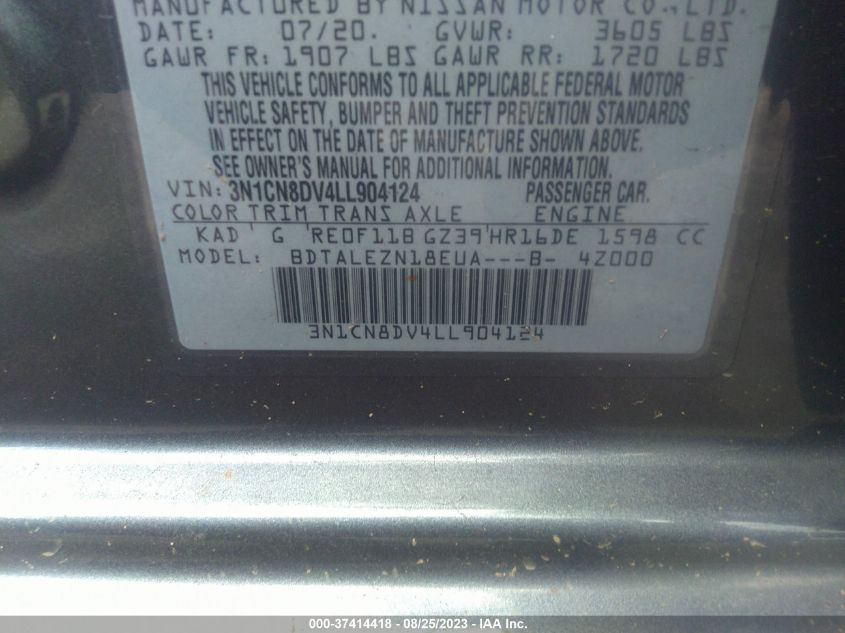 MANUFACTURED BY NISSAN MOTOR CO., LTD.
DATE: 07/20. GVWR: 3605 LBS
GAWR FR: 1907 LBS GAWR RR: 1720 LBS
THIS VEHICLE CONFORMS TO ALL APPLICABLE FEDERAL MOTOR
VEHICLE SAFETY, BUMPER AND THEFT PREVENTION STANDARDS
IN EFFECT ON THE DATE OF MANUFACTURE SHOWN ABOVE.
SEE OWNER'S MANUAL FOR ADDITIONAL INFORMATION.
VIN: 3N1CN8DV4LL904124 PASSENGER CAR.
COLOR TRIM TRANS AXLE ENGINE
KAD G RE0F11B GZ39 HR16DE 1598 CC
MODEL: BDTALEZN18EUA---B- 4Z000
3N1CN8DV4LL904124
000-37414418 - 08/25/2023 - Copyright © IAA, Inc.